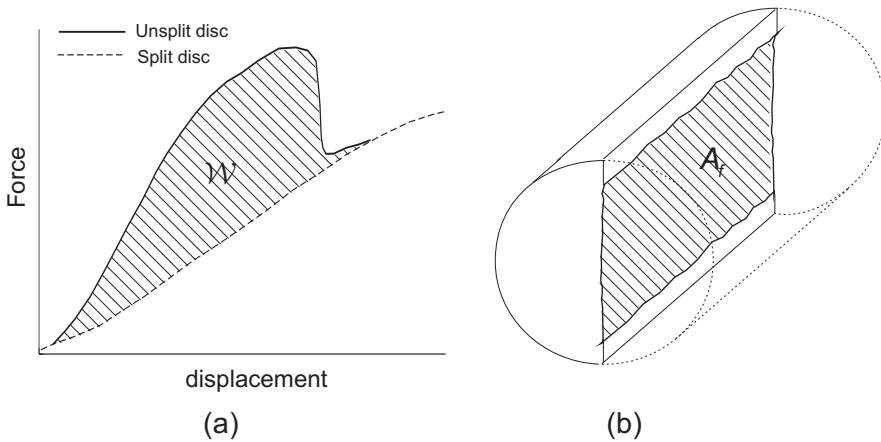 Unsplit disc
Split disc
Force
W
displacement
(a)
A_f
(b)